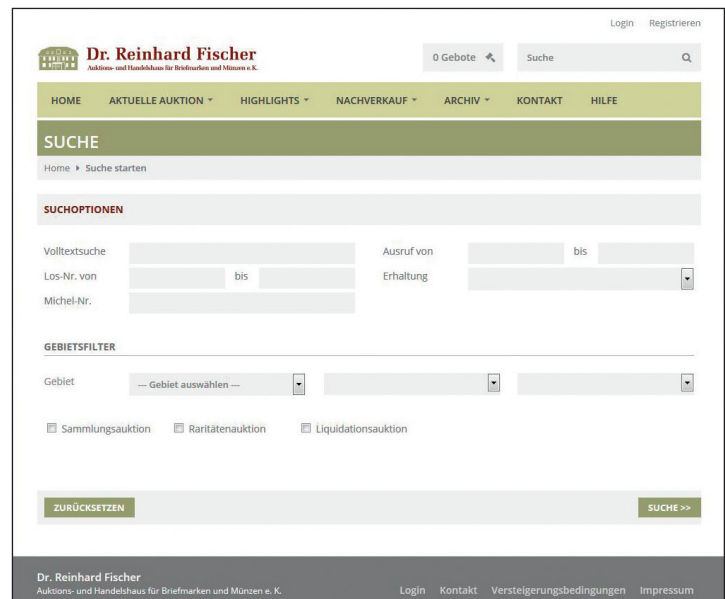 Login Registrieren
Dr. Reinhard Fischer
Auktions- und Handelshaus für Briefmarken und Münzen e.K.
0 Gebote Suche
HOME AKTUELLE AUKTION HIGHLIGHTS NACHVERKAUF ARCHIV KONTAKT HILFE
SUCHE
Home Suche starten
SUCHOPTIONEN
Volltextsuche Ausruf von bis
Los-Nr. von bis Erhaltung
Michel-Nr.
GEBIETSFILTER
Gebiet --- Gebiet auswählen ---
Sammlungsauktion Raritätenauktion Liquidationsauktion
ZURÜCKSETZEN SUCHE >>
Dr. Reinhard Fischer
Auktions- und Handelshaus für Briefmarken und Münzen e. K. Login Kontakt Versteigerungsbedingungen Impressum